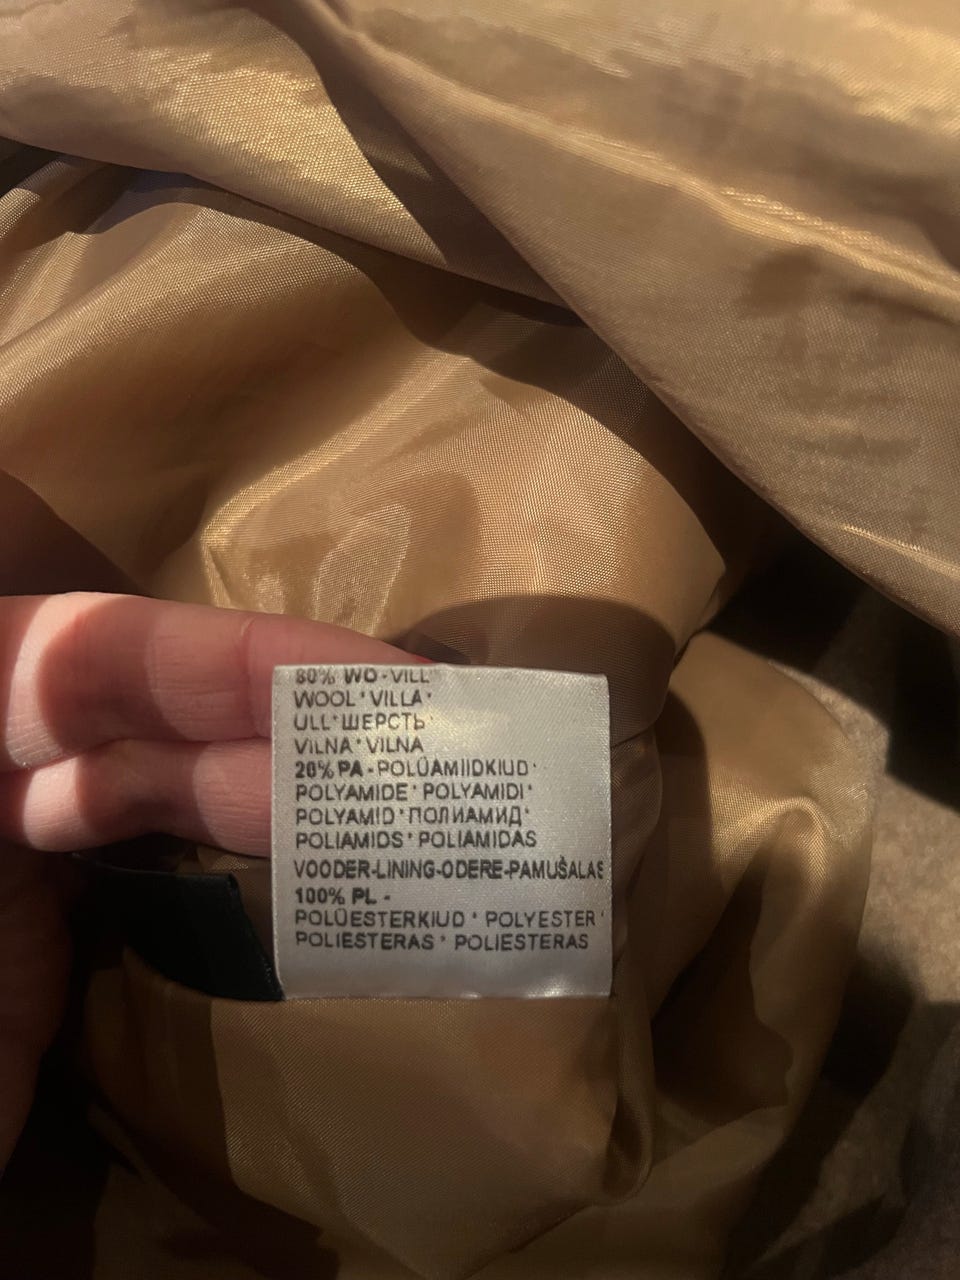 80% WO-VILL
WOOL*VILLA*
ULL*ШЕРСТЬ*
VILNA*VILNA
20% PA-POLÜAMIIDKIUD*
POLYAMIDE*POLYAMIDI*
POLYAMID*ПОЛИАМИД*
POLIAMIDS*POLIAMIDAS
VOODER-LINING-ODERE-PAMUŠALAS
100% PL-
POLÜESTERKIUD*POLYESTER*
POLIESTERAS*POLIESTERAS